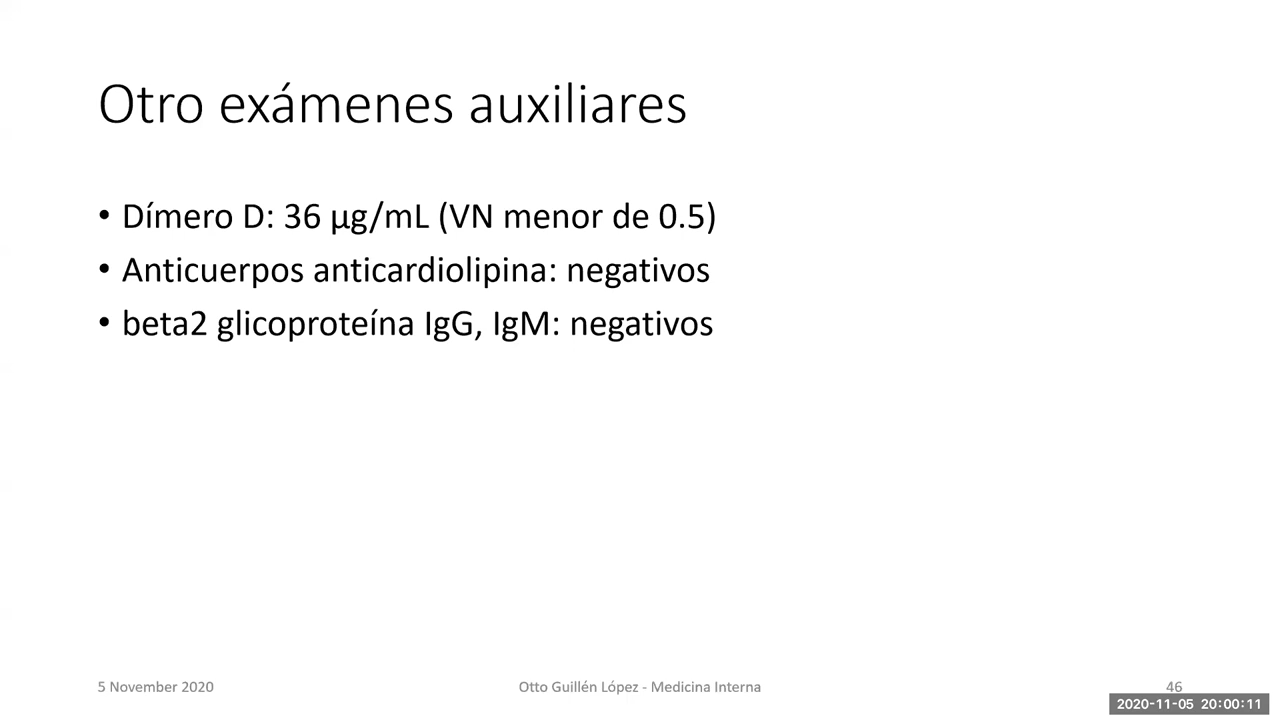 Otro exámenes auxiliares
• Dímero D: 36 µg/mL (VN menor de 0.5)
• Anticuerpos anticardiolipina: negativos
• beta2 glicoproteína IgG, IgM: negativos
5 November 2020
Otto Guillén López - Medicina Interna
46
2020-11-05 20:00:11